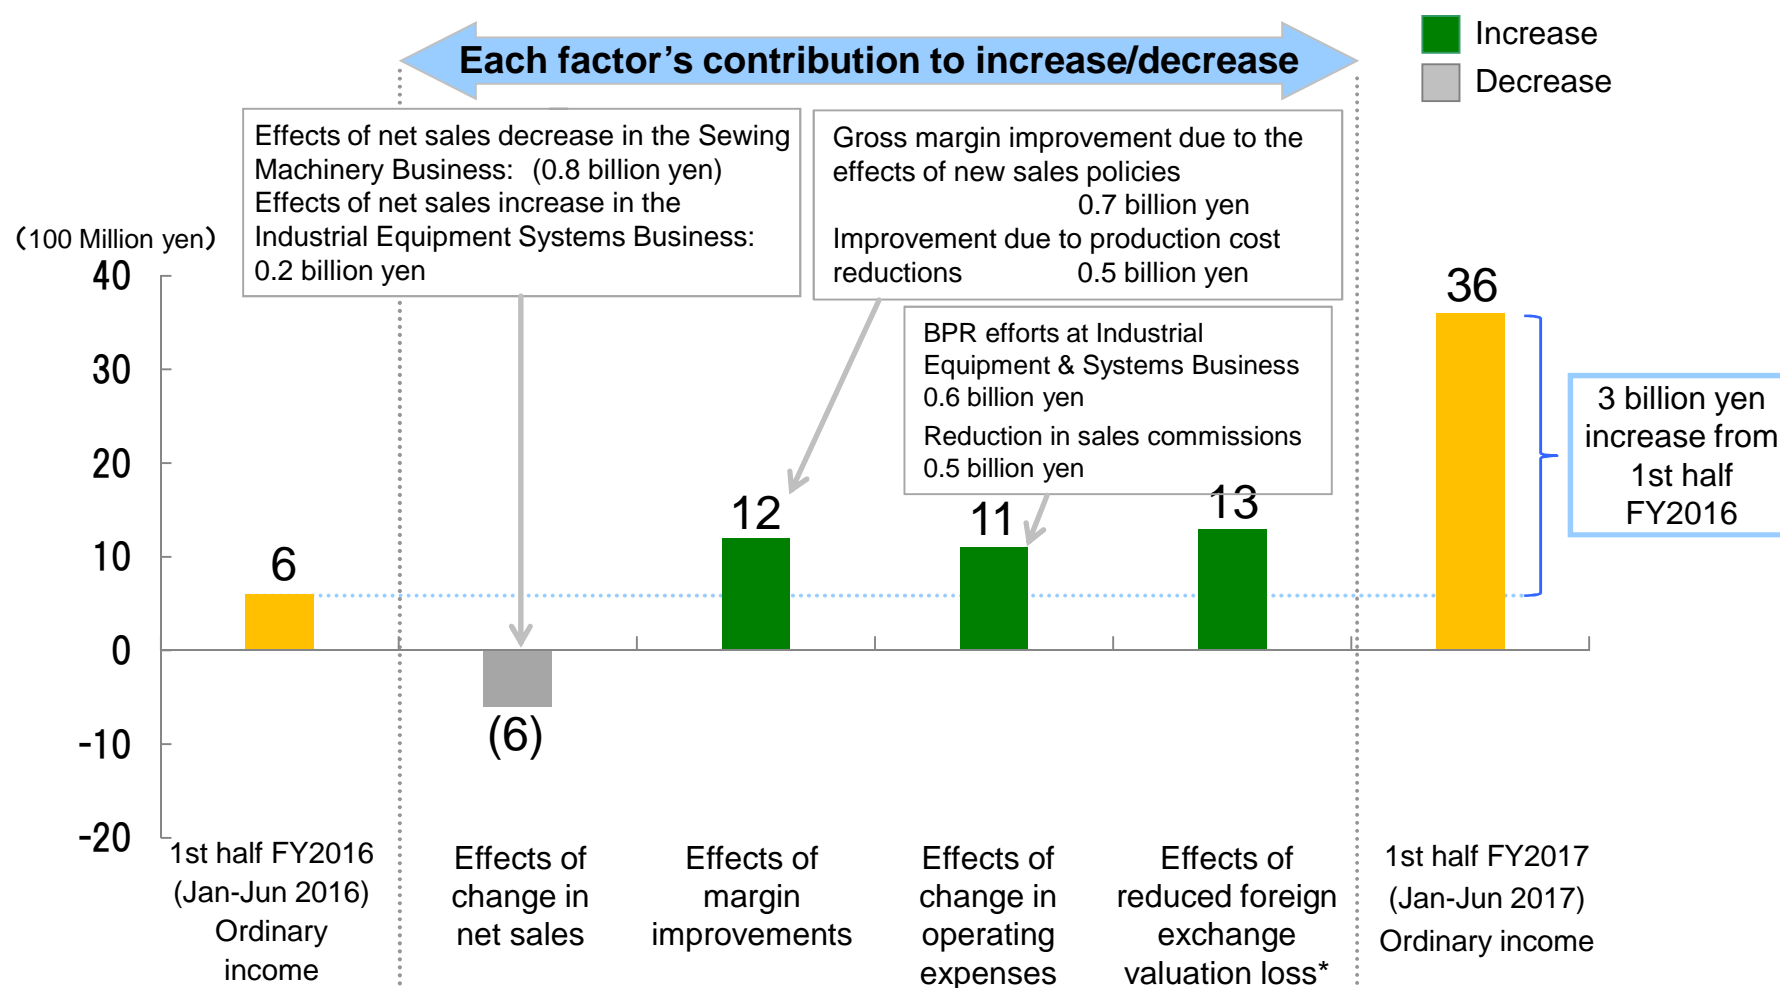 Each factor’s contribution to increase/decrease
Increase
Decrease
Effects of net sales decrease in the Sewing
Machinery Business: (0.8 billion yen)
Effects of net sales increase in the
Industrial Equipment Systems Business:
0.2 billion yen
Gross margin improvement due to the
effects of new sales policies
0.7 billion yen
Improvement due to production cost
reductions 0.5 billion yen
BPR efforts at Industrial
Equipment & Systems Business
0.6 billion yen
Reduction in sales commissions
0.5 billion yen
（100 Million yen）
40
30
20
10
0
-10
-20
6
(6)
12
11
13
36
3 billion yen
increase from
1st half
FY2016
1st half FY2016
(Jan-Jun 2016)
Ordinary
income
Effects of
change in
net sales
Effects of
margin
improvements
Effects of
change in
operating
expenses
Effects of
reduced foreign
exchange
valuation loss*
1st half FY2017
(Jan-Jun 2017)
Ordinary income